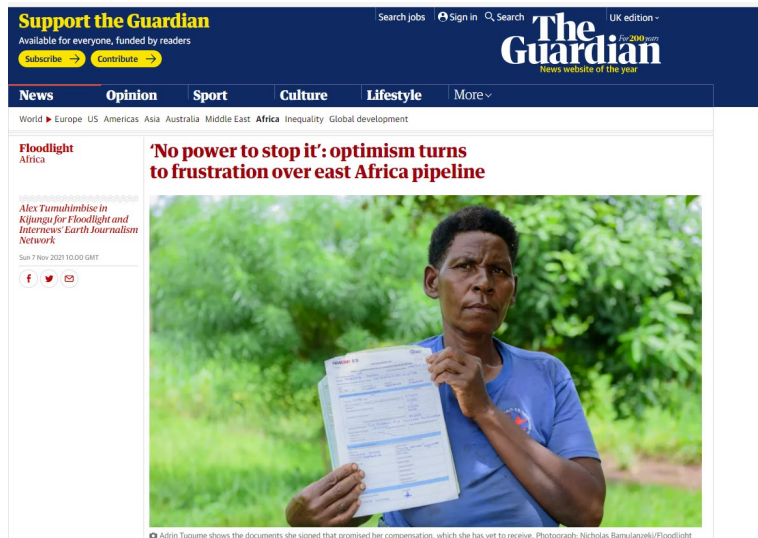 Support the Guardian
Available for everyone, funded by readers
Subscribe →
Contribute →
Search jobs
Sign in
Search
UK edition
The
Guardian
For 200 years
News website of the year
News
Opinion
Sport
Culture
Lifestyle
More
World ▶ Europe US Americas Asia Australia Middle East Africa Inequality Global development
Floodlight
Africa
‘No power to stop it’: optimism turns
to frustration over east Africa pipeline
Alex Tumuhimbise in
Kijungu for Floodlight and
Internews' Earth Journalism
Network
Sun 7 Nov 2021 10.00 GMT
Adrin Tugume shows the documents she signed that promised her compensation, which she has yet to receive. Photograph: Nicholas Bamulanzeki/Floodlight